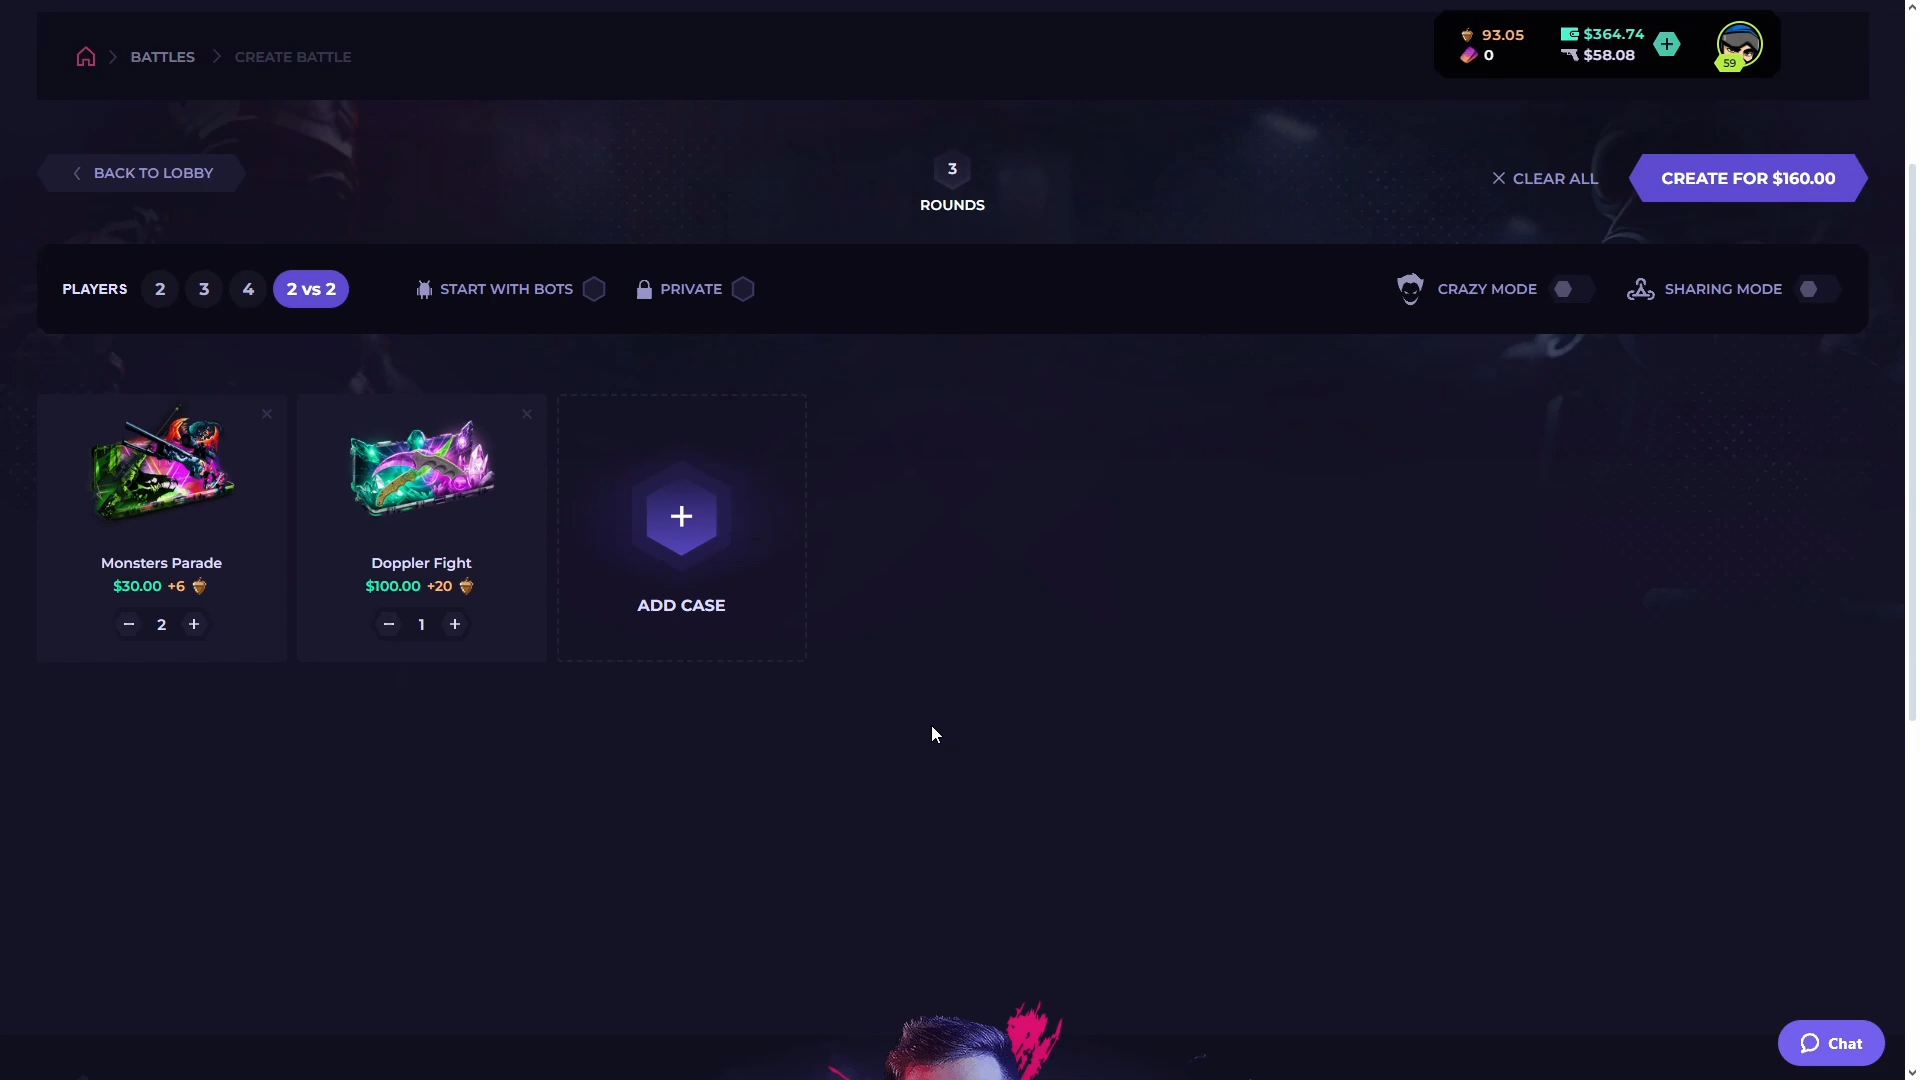 BATTLES
CREATE BATTLE
93.05
$364.74
0
$58.08
59
BACK TO LOBBY
3
ROUNDS
CLEAR ALL
CREATE FOR $160.00
PLAYERS
2
3
4
2 vs 2
START WITH BOTS
PRIVATE
CRAZY MODE
SHARING MODE
Monsters Parade
$30.00 +6
− 2 +
Doppler Fight
$100.00 +20
− 1 +
+
ADD CASE
Chat